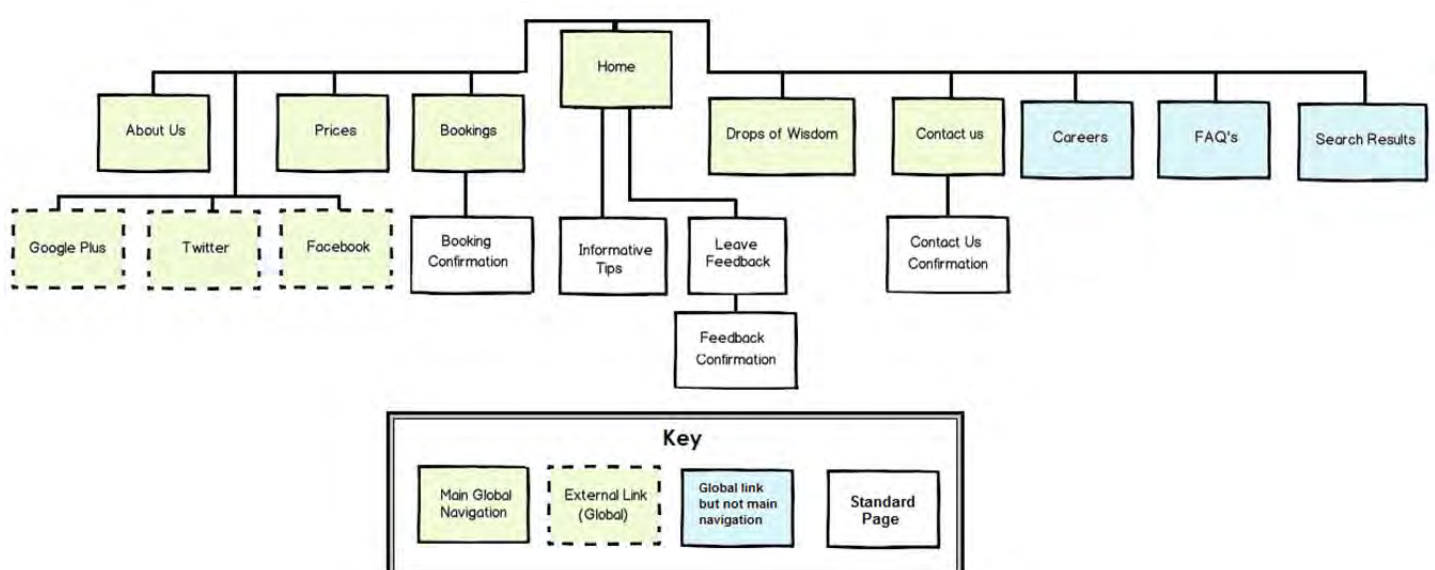 Home
About Us
Prices
Bookings
Drops of Wisdom
Contact us
Careers
FAQ's
Search Results
Google Plus
Twitter
Facebook
Booking
Confirmation
Informative
Tips
Leave
Feedback
Contact Us
Confirmation
Feedback
Confirmation
Key
Main Global
Navigation
External Link
(Global)
Global link
but not main
navigation
Standard
Page